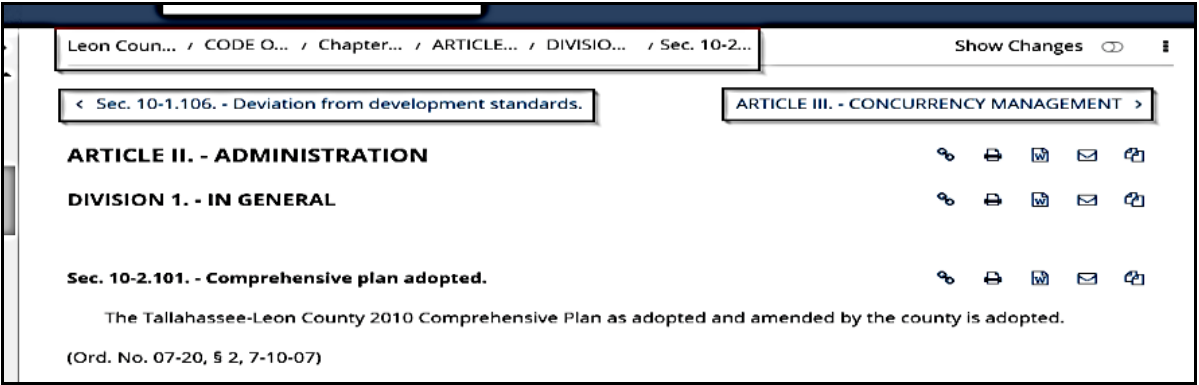 Leon Coun... / CODE O... / Chapter... / ARTICLE... / DIVISIO... / Sec. 10-2... Show Changes
< Sec. 10-1.106. - Deviation from development standards. ARTICLE III. - CONCURRENCY MANAGEMENT >
ARTICLE II. - ADMINISTRATION
DIVISION 1. - IN GENERAL
Sec. 10-2.101. - Comprehensive plan adopted.
The Tallahassee-Leon County 2010 Comprehensive Plan as adopted and amended by the county is adopted.
(Ord. No. 07-20, § 2, 7-10-07)